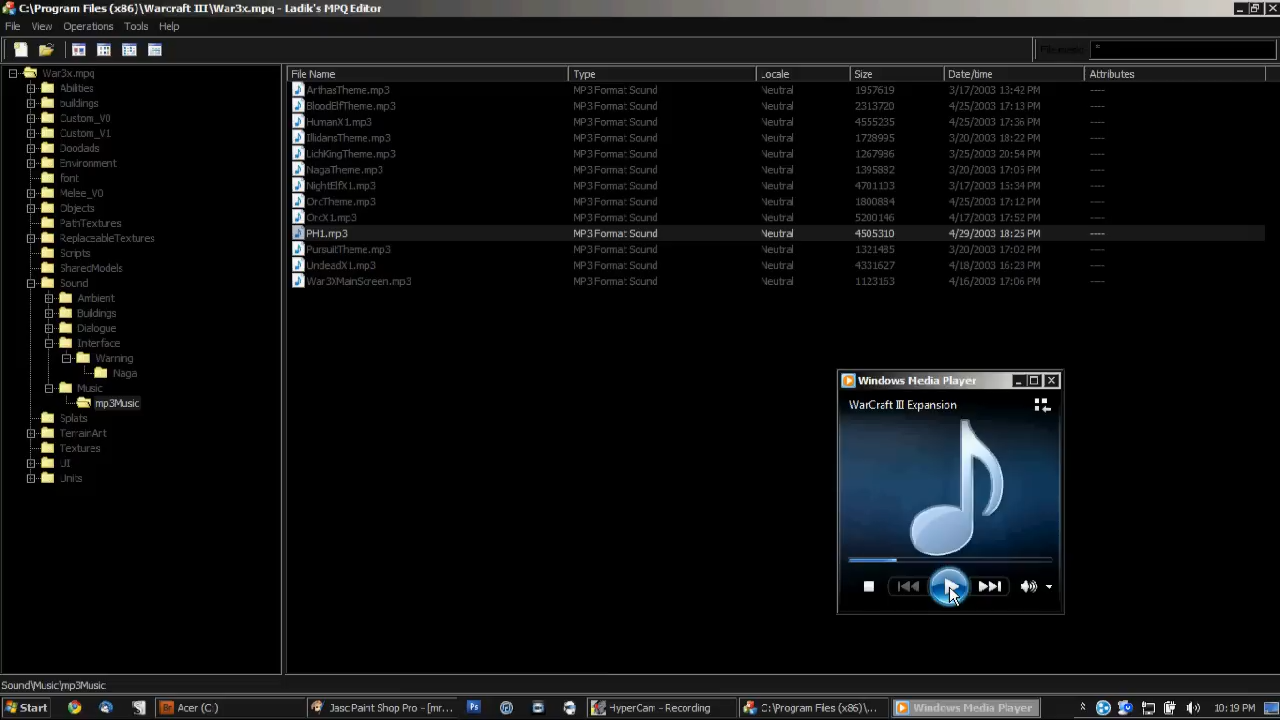 C:\Program Files (x86)\Warcraft III\War3x.mpq - Ladik's MPQ Editor
File View Operations Tools Help
File mask: *
War3x.mpq
Abilities
buildings
Custom_V0
Custom_V1
Doodads
Environment
font
Melee_V0
Objects
PathTextures
ReplaceableTextures
Scripts
SharedModels
Sound
Ambient
Buildings
Dialogue
Interface
Warning
Naga
Music
mp3Music
Splats
TerrainArt
Textures
UI
Units
File Name Type Locale Size Date/time Attributes
ArthasTheme.mp3 MP3 Format Sound Neutral 1957619 3/17/2003 13:42 PM ----
BloodElfTheme.mp3 MP3 Format Sound Neutral 2313720 4/25/2003 17:13 PM ----
HumanX1.mp3 MP3 Format Sound Neutral 4555235 4/25/2003 17:36 PM ----
IllidansTheme.mp3 MP3 Format Sound Neutral 1728995 3/20/2003 18:22 PM ----
LichKingTheme.mp3 MP3 Format Sound Neutral 1267936 3/25/2003 20:54 PM ----
NagaTheme.mp3 MP3 Format Sound Neutral 1395832 3/20/2003 17:05 PM ----
NightElfX1.mp3 MP3 Format Sound Neutral 4701133 3/17/2003 15:34 PM ----
OrcTheme.mp3 MP3 Format Sound Neutral 1800834 4/25/2003 17:12 PM ----
OrcX1.mp3 MP3 Format Sound Neutral 5200146 4/17/2003 17:52 PM ----
PH1.mp3 MP3 Format Sound Neutral 4505310 4/29/2003 18:25 PM ----
PursuitTheme.mp3 MP3 Format Sound Neutral 1321435 3/20/2003 17:02 PM ----
UndeadX1.mp3 MP3 Format Sound Neutral 4331627 4/18/2003 16:23 PM ----
War3XMainScreen.mp3 MP3 Format Sound Neutral 1123153 4/16/2003 17:06 PM ----
Windows Media Player
WarCraft III Expansion
Sound\Music\mp3Music
Start
Acer (C:)
Jasc Paint Shop Pro - [mr...
HyperCam - Recording
C:\Program Files (x86)\...
Windows Media Player
10:19 PM